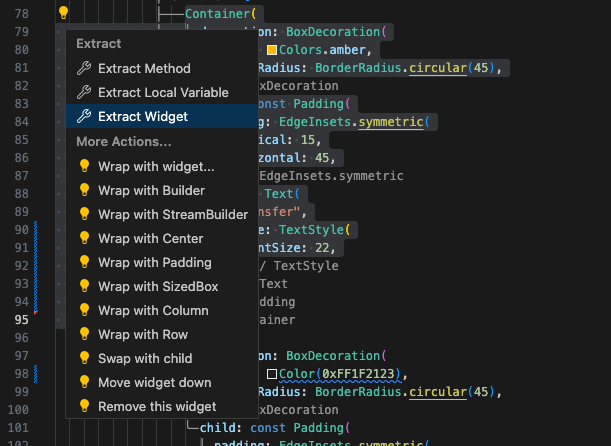 78 Container(
79 decoration: BoxDecoration(
Extract
80 Colors.amber,
Extract Method
81 Radius: BorderRadius.circular(45),
82 xDecoration
Extract Local Variable
83 const Padding(
Extract Widget
84 g: EdgeInsets.symmetric(
More Actions...
85 ical: 15,
86 zontal: 45,
Wrap with widget...
87 EdgeInsets.symmetric
Wrap with Builder
88 Text(
89 nsfer",
Wrap with StreamBuilder
90 e: TextStyle(
Wrap with Center
91 ntSize: 22,
92 / TextStyle
Wrap with Padding
93 Text
Wrap with SizedBox
94 dding
Wrap with Column
95 tainer
96
Wrap with Row
97 on: BoxDecoration(
Swap with child
98 Color(0xFF1F2123),
Move widget down
99 Radius: BorderRadius.circular(45),
Remove this widget
100 xDecoration
101 child: const Padding(
102 padding: EdgeInsets.symmetric(